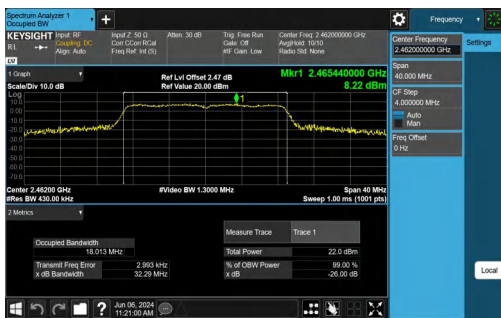 Spectrum Analyzer 1
Occupied BW
Frequency
KEYSIGHT
Input: RF
Input Z: 50 Ω
Atten: 30 dB
Trig: Free Run
Center Freq: 2.462000000 GHz
RL
Coupling: DC
Corr CCorr RCal
Gate: Off
Avg|Hold: 10/10
Align: Auto
Freq Ref: Int (S)
#IF Gain: Low
Radio Std: None
LXI
Center Frequency
2.462000000 GHz
Settings
Span
40.000 MHz
CF Step
4.000000 MHz
Auto
Man
Freq Offset
0 Hz
Local
1 Graph
Ref Lvl Offset 2.47 dB
Mkr1 2.465440000 GHz
Scale/Div 10.0 dB
Ref Value 20.00 dBm
8.22 dBm
Log
10.0
0.00
-10.0
-20.0
-30.0
-40.0
-50.0
-60.0
-70.0
1
Center 2.46200 GHz
#Video BW 1.3000 MHz
Span 40 MHz
#Res BW 430.00 kHz
Sweep 1.00 ms (1001 pts)
2 Metrics
Measure Trace
Trace 1
Occupied Bandwidth
18.013 MHz
Total Power
22.0 dBm
Transmit Freq Error
2.993 kHz
% of OBW Power
99.00 %
x dB Bandwidth
32.29 MHz
x dB
-26.00 dB
?
Jun 06, 2024
11:21:00 AM